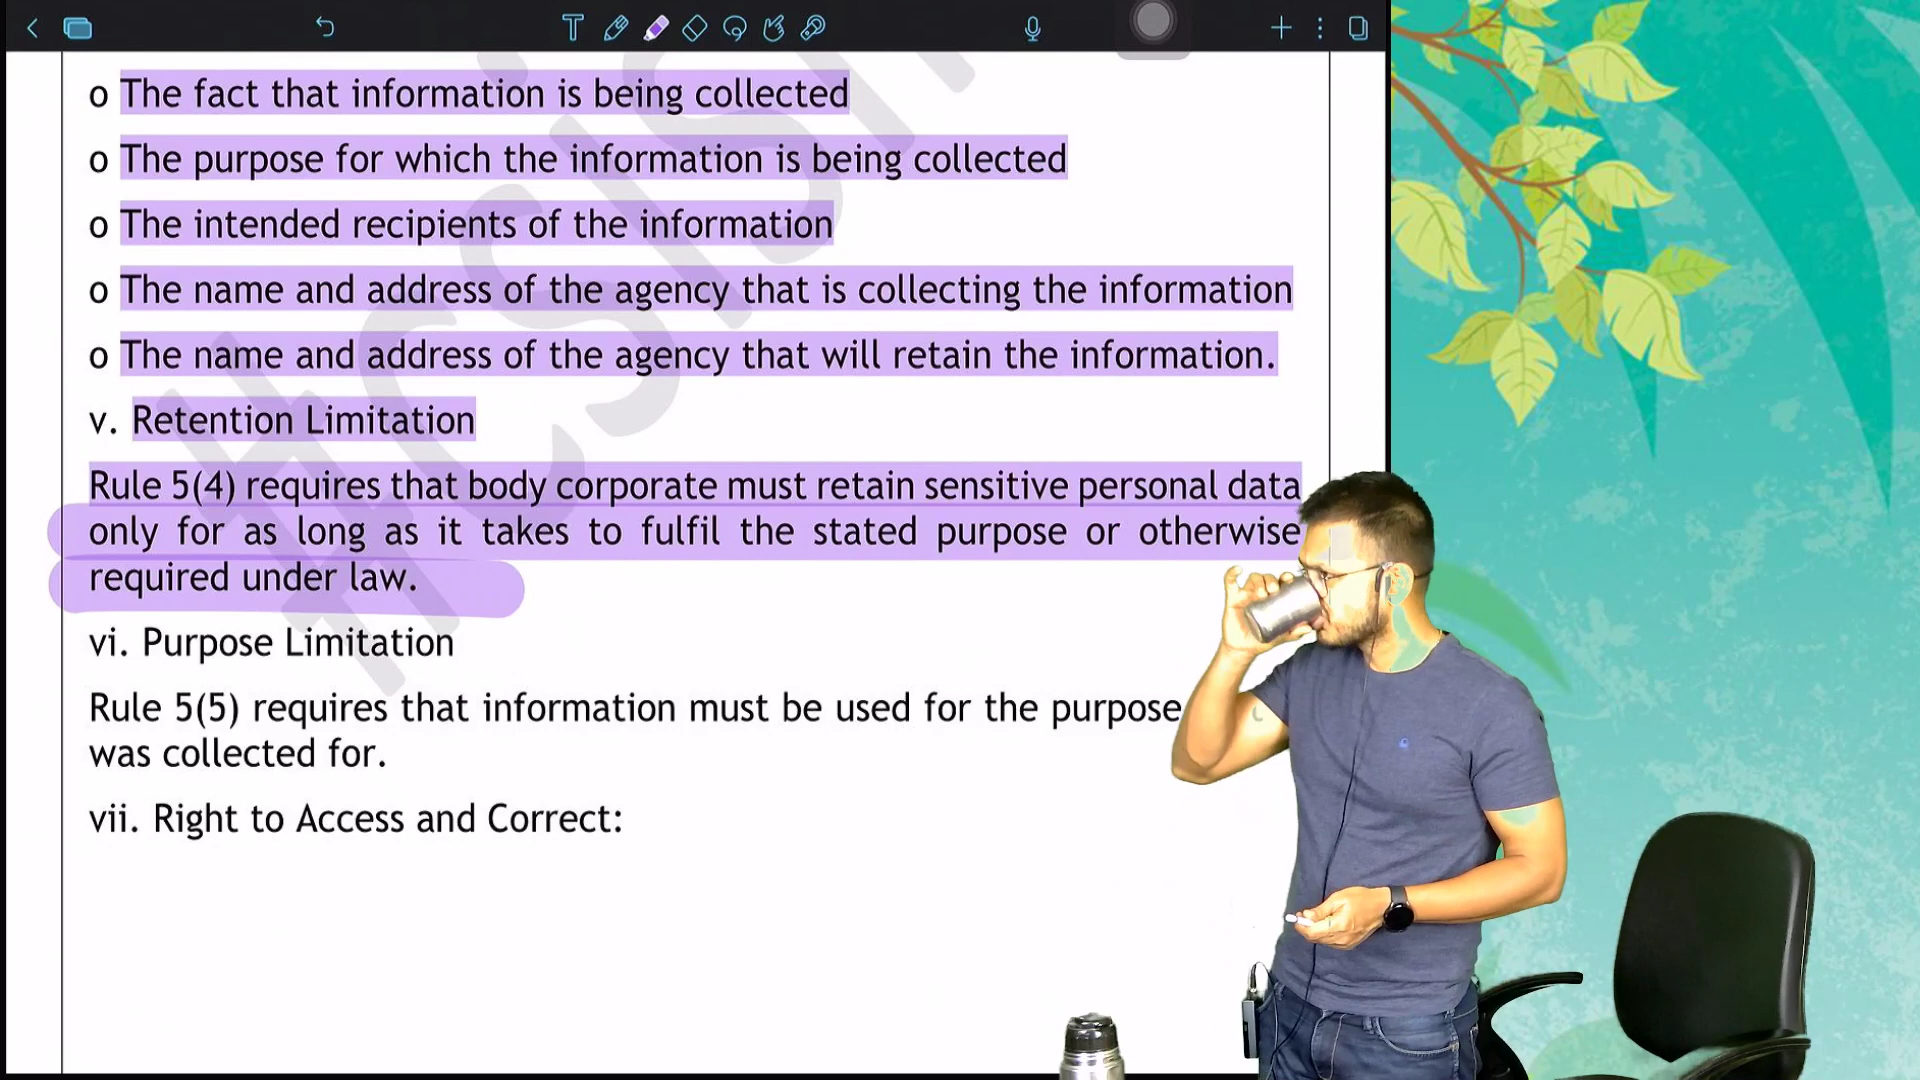 o The fact that information is being collected
o The purpose for which the information is being collected
o The intended recipients of the information
o The name and address of the agency that is collecting the information
o The name and address of the agency that will retain the information.
v. Retention Limitation
Rule 5(4) requires that body corporate must retain sensitive personal data
only for as long as it takes to fulfil the stated purpose or otherwise
required under law.
vi. Purpose Limitation
Rule 5(5) requires that information must be used for the purpose
was collected for.
vii. Right to Access and Correct: